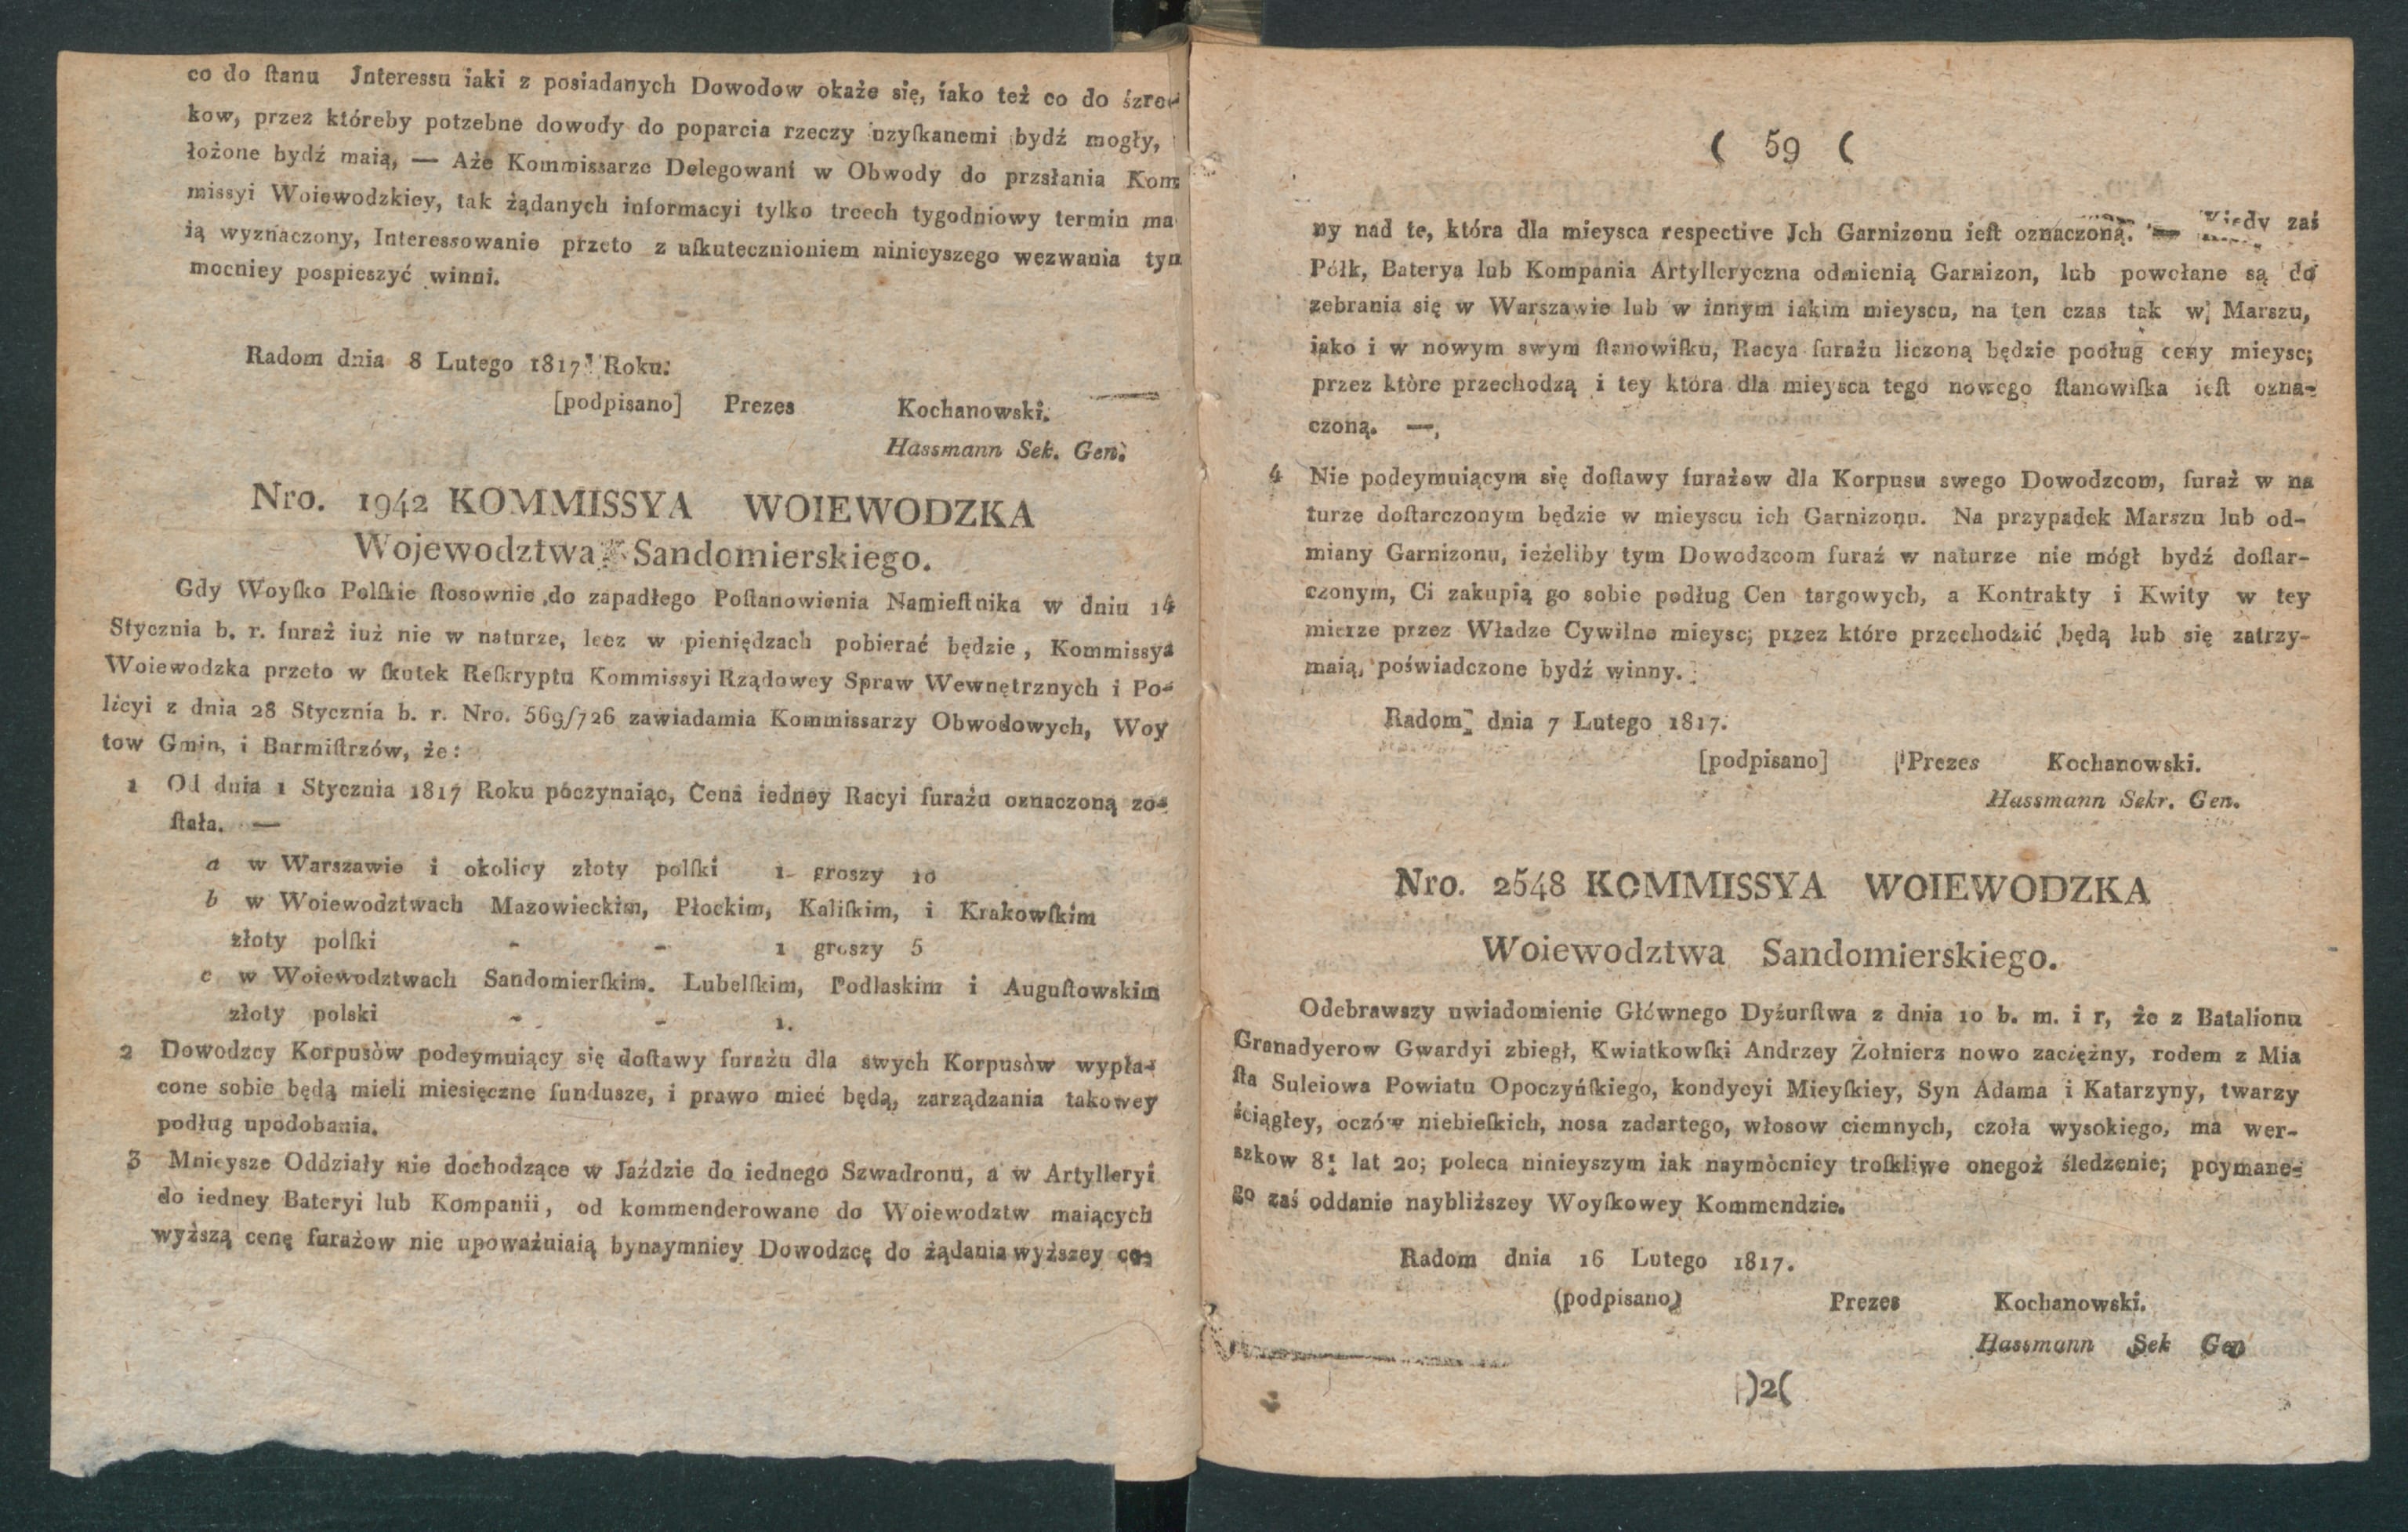 co do ſtanu Jnteressu iaki z posiadanych Dowodow okaże się, iako też co do śzrod
kow, przez któreby potzebne dowody do poparcia rzeczy uzyſkanemi bydź mogły,
łożone bydź maią, — Aże Kommissarze Delegowani w Obwody do przsłania Kom
missyi Woiewodzkiey, tak żądanych informacyi tylko trcech tygodniowy termin ma
ią wyznaczony, Interessowanie przeto z uſkutecznioniem ninieyszego wezwania tym
mocniey pospieszyć winni.
Radom dnia 8 Lutego 1817 Roku.
[podpisano] Prezes Kochanowski.
Hassmann Sek. Gen.
Nro. 1942 KOMMISSYA WOIEWODZKA
Wojewodztwa Sandomierskiego.
Gdy Woyſko Polſkie ſtosownie do zapadłego Poſtanowienia Namieſtnika w dniu 14
Stycznia b. r. furaż iuż nie w naturze, lecz w pieniędzach pobierać będzie, Kommissya
Woiewodzka przeto w ſkutek Reſkryptu Kommissyi Rządowey Spraw Wewnętrznych i Po-
licyi z dnia 28 Stycznia b. r. Nro. 569/726 zawiadamia Kommissarzy Obwodowych, Woy
tow Gmin, i Burmiſtrzów, że:
1 Od dnia 1 Stycznia 1817 Roku póczynaiąc, Cena iedney Racyi furażu oznaczoną zo-
ſtała. —
a w Warszawie i okolicy złoty polſki 1 groszy 10
b w Woiewodztwach Mazowieckim, Płockim, Kaliſkim, i Krakowſkim
złoty polſki - - 1 groszy 5
c w Woiewodztwach Sandomierſkim. Lubelſkim, Podlaskim i Auguſtowskim
złoty polski - - 1.
2 Dowodzcy Korpusòw podeymuiący się doſtawy furażu dla swych Korpusòw wypła-
cone sobie będą mieli miesięczne fundusze, i prawo mieć będą, zarządzania takowey
podług upodobania.
3 Mnieysze Oddziały nie dochodzące w Jaździe do iednego Szwadronu, a w Artylleryi
do iedney Bateryi lub Kompanii, od kommenderowane do Woiewodztw maiących
wyższą cenę furażow nie upoważuiaią bynaymniey Dowodzcę do żądania wyższey ce-
( 59 (
ny nad te, która dla mieysca respective Jch Garnizonu ieſt oznaczoną. — Kiedy zaś
Półk, Baterya lub Kompania Artylleryczna odmienią Garnizon, lub powołane są do
zebrania się w Warszawie lub w innym iakim mieyscu, na ten czas tak w Marszu,
iako i w nowym swym ſtanowiſku, Racya furażu liczoną będzie podług ceny mieysc;
przez któro przechodzą i tey która dla mieysca tego nowego ſtanowiſka ieſt ozna-
czoną. —
4 Nie podeymuiącym się doſtawy furażow dla Korpusu swego Dowodzcom, furaż w na
turze doſtarczonym będzie w mieyscu ich Garnizonu. Na przypadek Marszu lub od-
miany Garnizonu, ieżeliby tym Dowodzcom furaż w naturze nie mógł bydź doſtar-
czonym, Ci zakupią go sobie podług Cen targowych, a Kontrakty i Kwity w tey
mierze przez Władze Cywilne mieysc; przez któro przechodzić będą lub się zatrzy-
maią, poświadczone bydź winny.
Radom dnia 7 Lutego 1817.
[podpisano] Prezes Kochanowski.
Hassmann Sekr. Gen.
Nro. 2548 KOMMISSYA WOIEWODZKA
Woiewodztwa Sandomierskiego.
Odebrawszy uwiadomienie Głównego Dyżurſtwa z dnia 10 b. m. i r, że z Batalionu
Granadyerow Gwardyi zbiegł, Kwiatkowſki Andrzey Żołnierz nowo zaciężny, rodem z Mia
ſta Suleiowa Powiatu Opoczyńſkiego, kondycyi Mieyſkiey, Syn Adama i Katarzyny, twarzy
ściągłey, oczów niebieſkich, nosa zadartego, włosow ciemnych, czoła wysokiego, ma wer-
szkow 8: lat 20; poleca ninieyszym iak naymòcniey troſkliwe onegoż śledzenie; poymane-
go zaś oddanie naybliższey Woyſkowey Kommendzie.
Radom dnia 16 Lutego 1817.
(podpisano) Prezes Kochanowski.
Hassmann Sek Gen
)2(